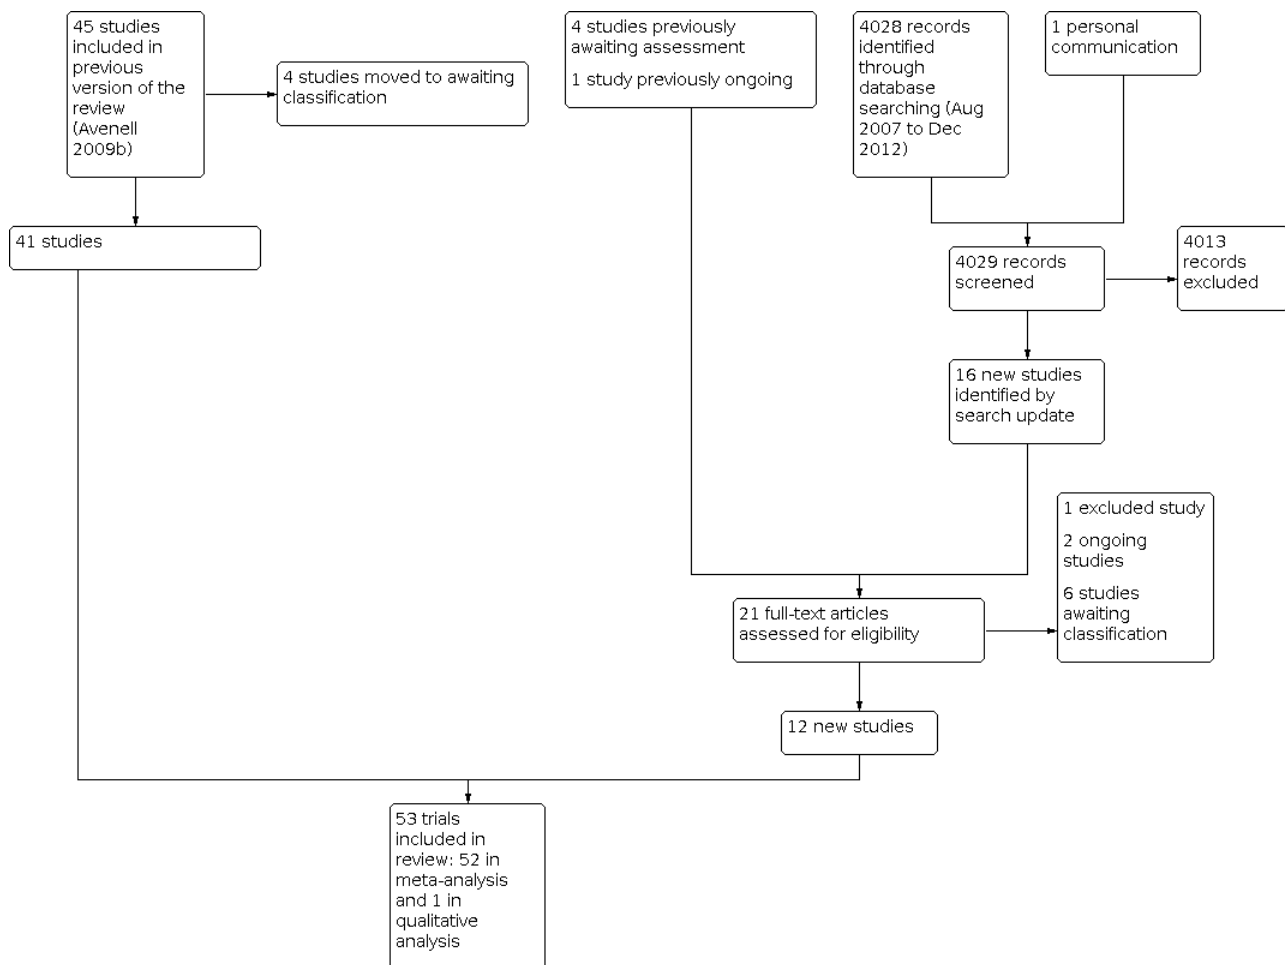 45 studies
included in
previous
version of the
review
(Avenell
2009b)
4 studies moved to awaiting
classification
4 studies previously
awaiting assessment
1 study previously ongoing
4028 records
identified
through
database
searching (Aug
2007 to Dec
2012)
1 personal
communication
41 studies
4029 records
screened
4013
records
excluded
16 new studies
identified by
search update
1 excluded study
2 ongoing
studies
6 studies
awaiting
classification
21 full-text articles
assessed for eligibility
12 new studies
53 trials
included in
review: 52 in
meta-analysis
and 1 in
qualitative
analysis